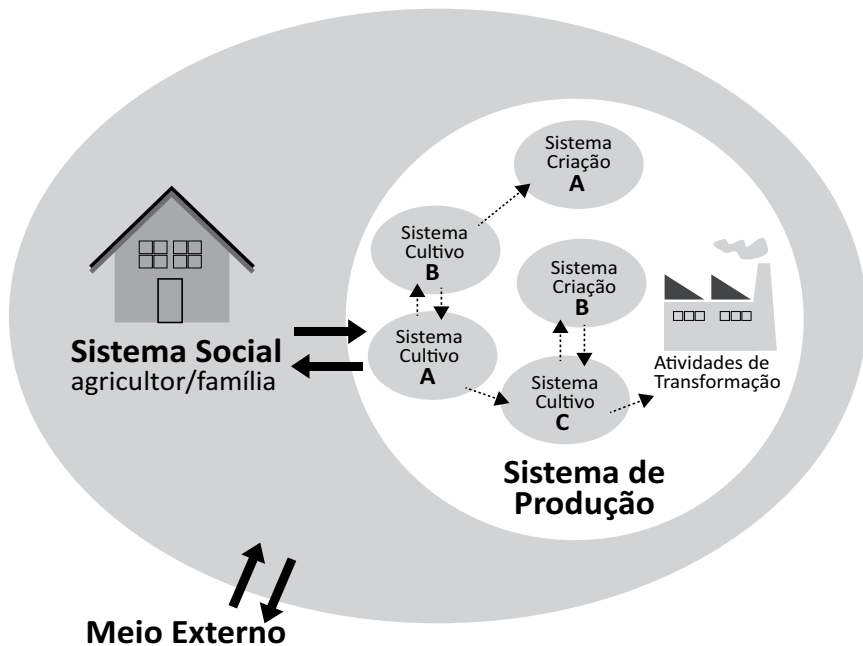 Sistema
Criação
A
Sistema
Cultivo
B
Sistema
Criação
B
Sistema
Cultivo
A
Sistema
Cultivo
C
Atividades de
Transformação
Sistema Social
agricultor/família
Sistema de
Produção
Meio Externo